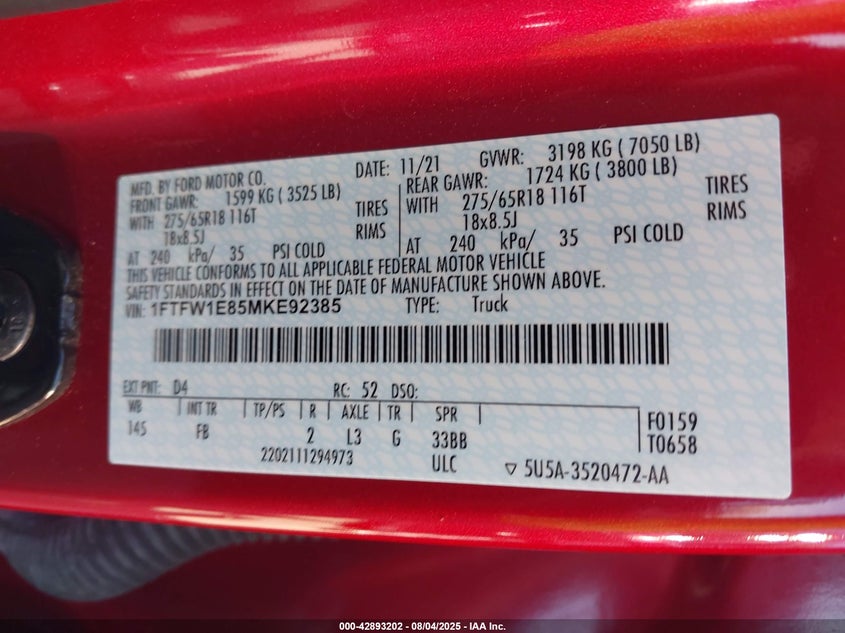 MFD. BY FORD MOTOR CO. DATE: 11/21 GVWR: 3198 KG ( 7050 LB)
FRONT GAWR: 1599 KG ( 3525 LB) REAR GAWR: 1724 KG ( 3800 LB)
WITH 275/65R18 116T TIRES WITH 275/65R18 116T TIRES
18x8.5J RIMS 18x8.5J RIMS
AT 240 kPa/ 35 PSI COLD AT 240 kPa/ 35 PSI COLD
THIS VEHICLE CONFORMS TO ALL APPLICABLE FEDERAL MOTOR VEHICLE
SAFETY STANDARDS IN EFFECT ON THE DATE OF MANUFACTURE SHOWN ABOVE.
VIN: 1FTFW1E85MKE92385 TYPE: Truck
EXT PNT: D4 RC: 52 DSO:
WB INT TR TP/PS R AXLE TR SPR F0159
145 FB 2 L3 G 33BB T0658
2202111294973 ULC ▽ 5U5A-3520472-AA
000-42893202 - 08/04/2025 - IAA Inc.